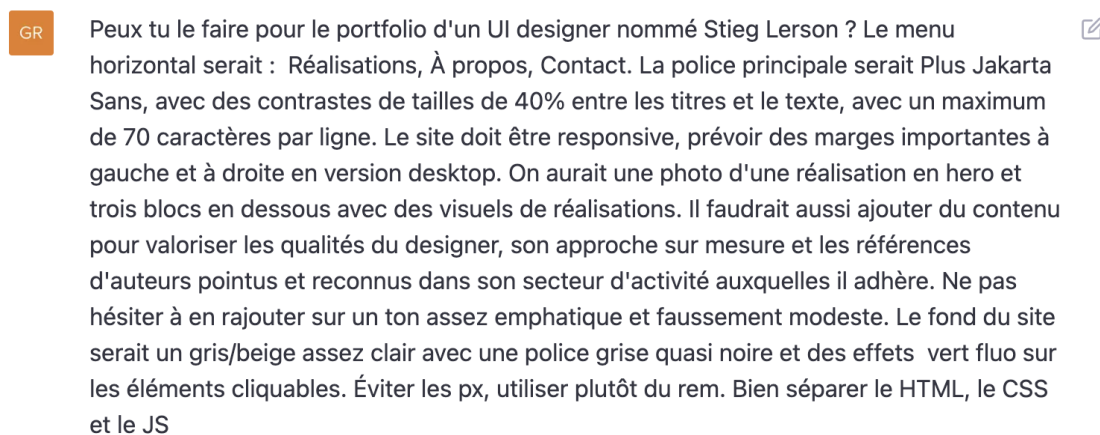 GR
Peux tu le faire pour le portfolio d'un UI designer nommé Stieg Lerson ? Le menu
horizontal serait :  Réalisations, À propos, Contact. La police principale serait Plus Jakarta
Sans, avec des contrastes de tailles de 40% entre les titres et le texte, avec un maximum
de 70 caractères par ligne. Le site doit être responsive, prévoir des marges importantes à
gauche et à droite en version desktop. On aurait une photo d'une réalisation en hero et
trois blocs en dessous avec des visuels de réalisations. Il faudrait aussi ajouter du contenu
pour valoriser les qualités du designer, son approche sur mesure et les références
d'auteurs pointus et reconnus dans son secteur d'activité auxquelles il adhère. Ne pas
hésiter à en rajouter sur un ton assez emphatique et faussement modeste. Le fond du site
serait un gris/beige assez clair avec une police grise quasi noire et des effets  vert fluo sur
les éléments cliquables. Éviter les px, utiliser plutôt du rem. Bien séparer le HTML, le CSS
et le JS